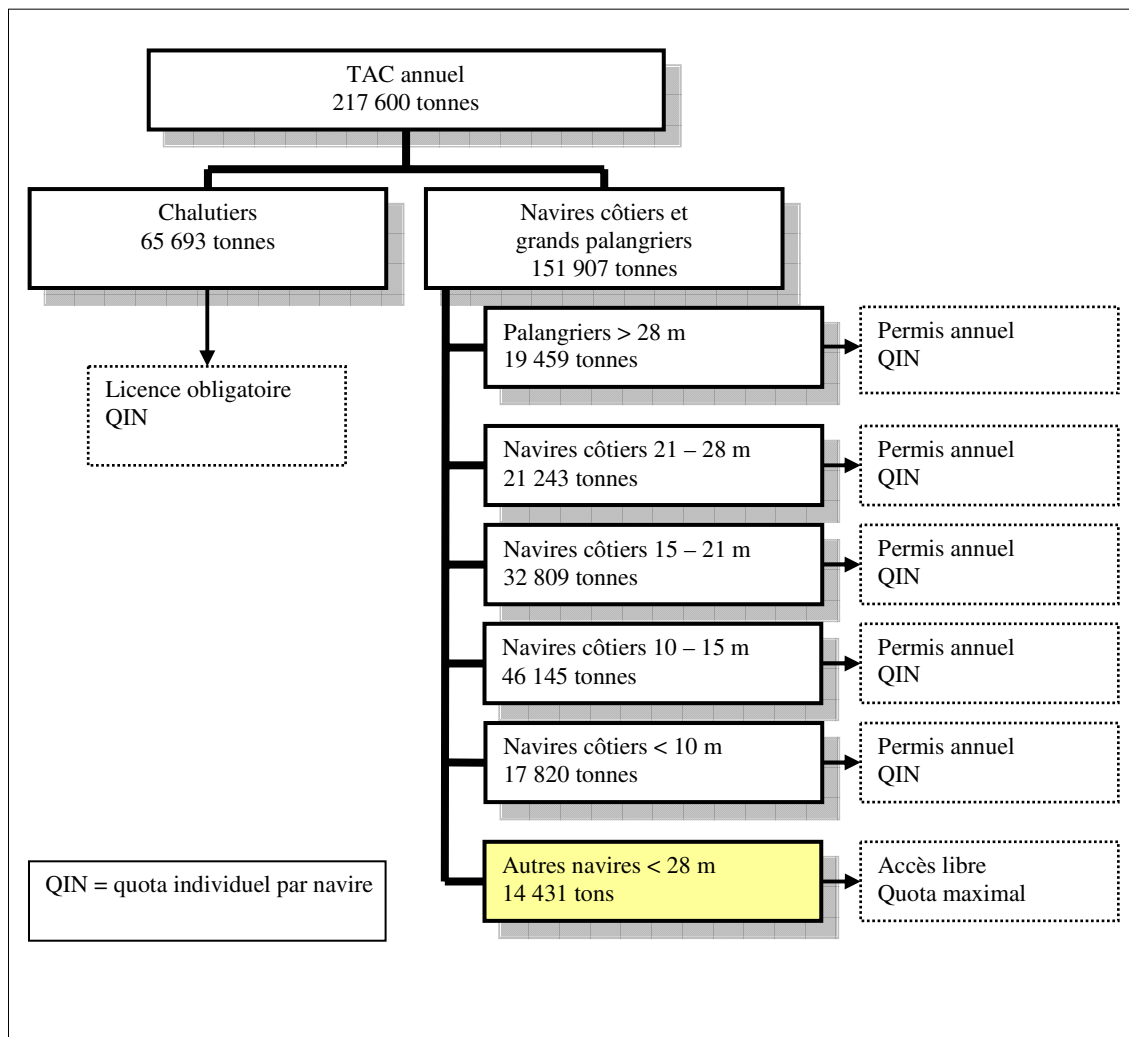 TAC annuel
217 600 tonnes
Chalutiers
65 693 tonnes
Navires côtiers et
grands palangriers
151 907 tonnes
Licence obligatoire
QIN
Palangriers > 28 m
19 459 tonnes
Permis annuel
QIN
Navires côtiers 21 – 28 m
21 243 tonnes
Permis annuel
QIN
Navires côtiers 15 – 21 m
32 809 tonnes
Permis annuel
QIN
Navires côtiers 10 – 15 m
46 145 tonnes
Permis annuel
QIN
Navires côtiers < 10 m
17 820 tonnes
Permis annuel
QIN
Autres navires < 28 m
14 431 tons
Accès libre
Quota maximal
QIN = quota individuel par navire